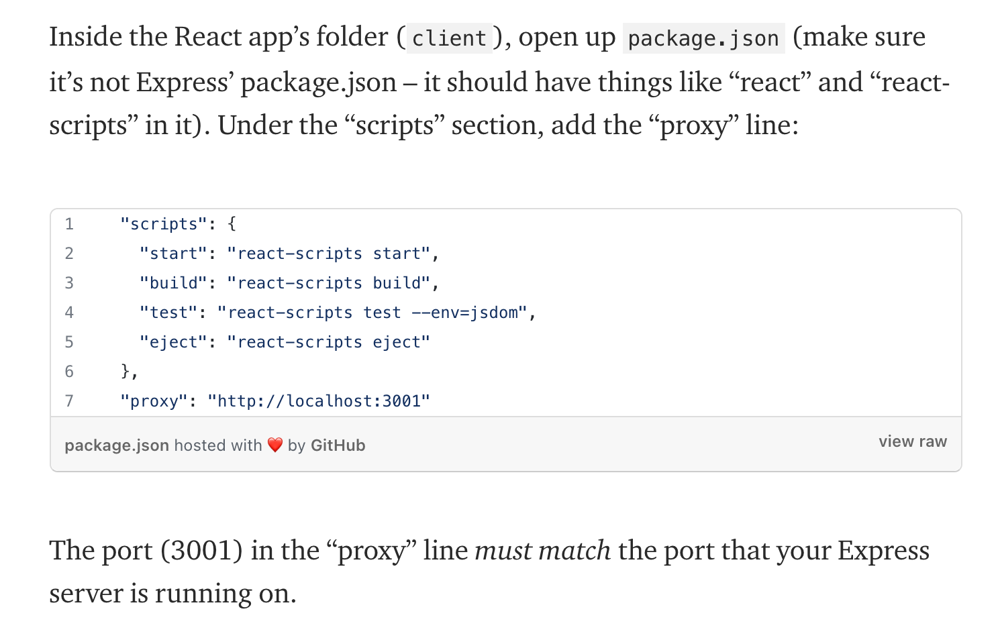 Inside the React app’s folder (client), open up package.json (make sure
it’s not Express’ package.json – it should have things like “react” and “react-
scripts” in it). Under the “scripts” section, add the “proxy” line:
1 "scripts": {
2 "start": "react-scripts start",
3 "build": "react-scripts build",
4 "test": "react-scripts test --env=jsdom",
5 "eject": "react-scripts eject"
6 },
7 "proxy": "http://localhost:3001"
package.json hosted with ❤ by GitHub view raw
The port (3001) in the “proxy” line must match the port that your Express
server is running on.